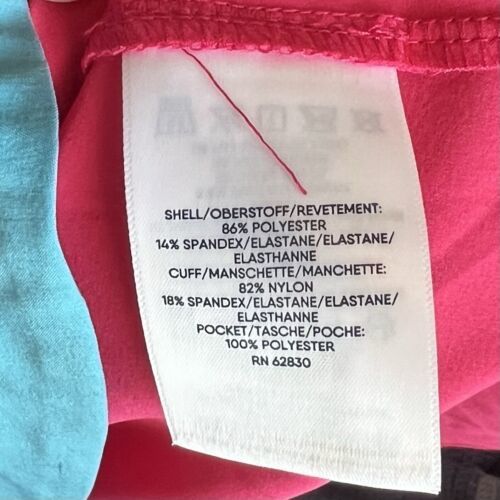 SHELL/OBERSTOFF/REVETEMENT:
86% POLYESTER
14% SPANDEX/ELASTANE/ELASTANE/
ELASTHANNE
CUFF/MANSCHETTE/MANCHETTE:
82% NYLON
18% SPANDEX/ELASTANE/ELASTANE/
ELASTHANNE
POCKET/TASCHE/POCHE:
100% POLYESTER
RN 62830